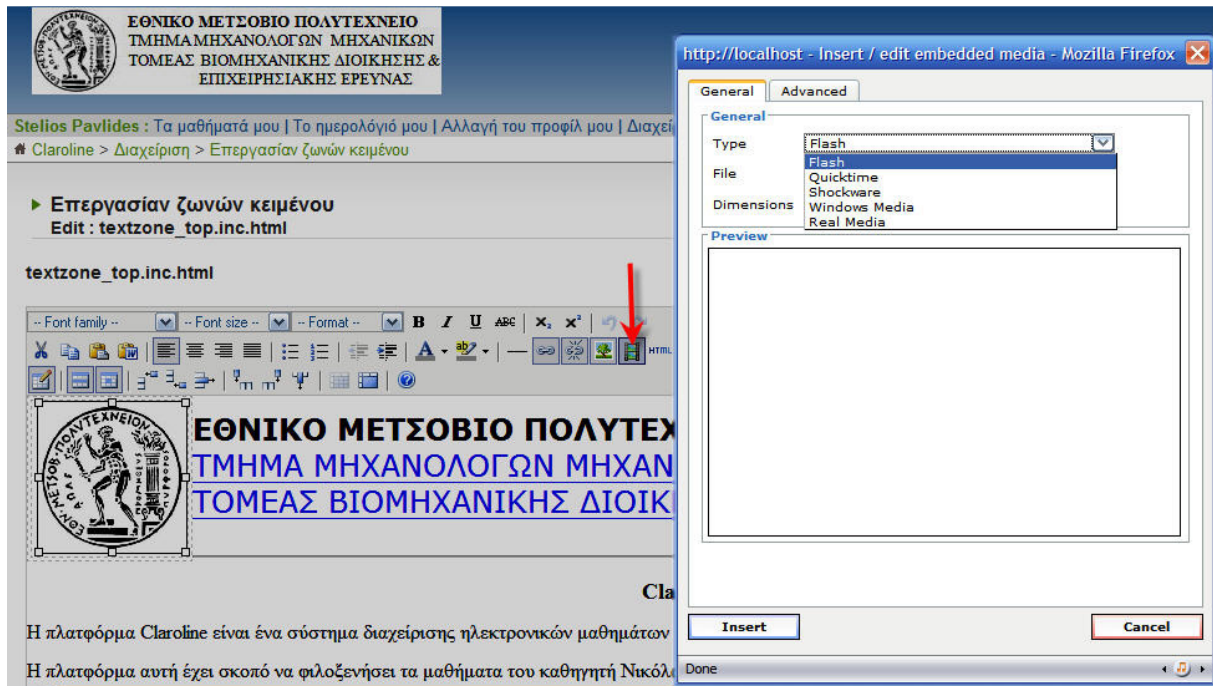 ΕΘΝΙΚΟ ΜΕΤΣΟΒΙΟ ΠΟΛΥΤΕΧΝΕΙΟ
ΤΜΗΜΑ ΜΗΧΑΝΟΛΟΓΩΝ ΜΗΧΑΝΙΚΩΝ
ΤΟΜΕΑΣ ΒΙΟΜΗΧΑΝΙΚΗΣ ΔΙΟΙΚΗΣΗΣ &
ΕΠΙΧΕΙΡΗΣΙΑΚΗΣ ΕΡΕΥΝΑΣ
Stelios Pavlides : Τα μαθήματά μου | Το ημερολόγιό μου | Αλλαγή του προφίλ μου | Διαχεί
Claroline > Διαχείριση > Επεργασίαν ζωνών κειμένου
Επεργασίαν ζωνών κειμένου
Edit : textzone_top.inc.html
textzone_top.inc.html
-- Font family -- -- Font size -- -- Format -- B I U ABC x₂ x²
HTML
ΕΘΝΙΚΟ ΜΕΤΣΟΒΙΟ ΠΟΛΥΤΕΧ
ΤΜΗΜΑ ΜΗΧΑΝΟΛΟΓΩΝ ΜΗΧΑΝ
ΤΟΜΕΑΣ ΒΙΟΜΗΧΑΝΙΚΗΣ ΔΙΟΙΚ
Cla
Η πλατφόρμα Claroline είναι ένα σύστημα διαχείρισης ηλεκτρονικών μαθημάτων
Η πλατφόρμα αυτή έχει σκοπό να φιλοξενήσει τα μαθήματα του καθηγητή Νικόλ
http://localhost - Insert / edit embedded media - Mozilla Firefox
General Advanced
General
Type Flash
Flash
File Quicktime
Shockware
Dimensions Windows Media
Real Media
Preview
Insert Cancel
Done